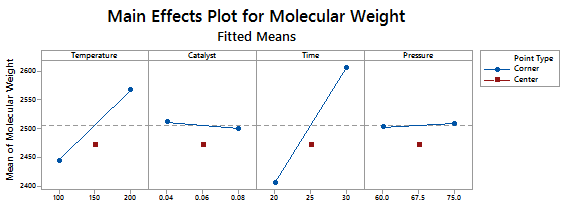 Main Effects Plot for Molecular Weight
Fitted Means
Temperature Catalyst Time Pressure
Point Type
Corner
Center
Mean of Molecular Weight
2600
2550
2500
2450
2400
100 150 200 0.04 0.06 0.08 20 25 30 60.0 67.5 75.0